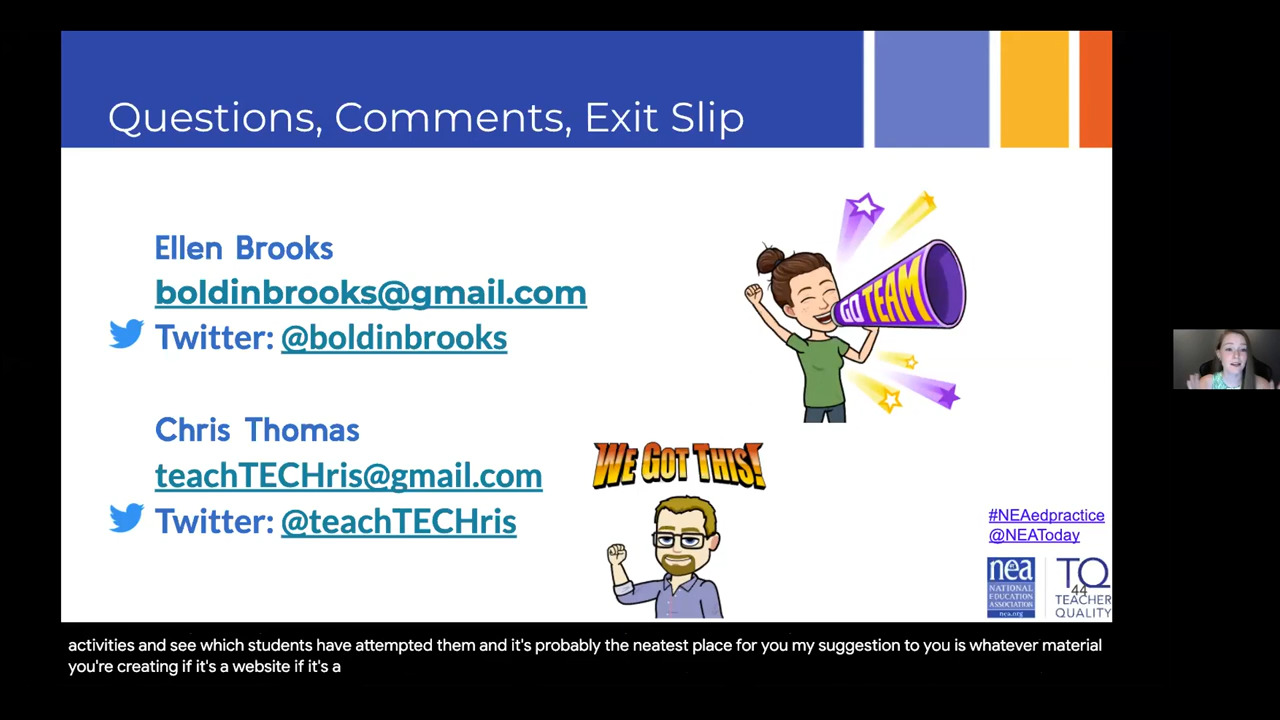 Questions, Comments, Exit Slip
Ellen Brooks
boldinbrooks@gmail.com
Twitter: @boldinbrooks
GO TEAM
Chris Thomas
teachTECHris@gmail.com
Twitter: @teachTECHris
WE GOT THIS!
#NEAedpractice
@NEAToday
nea
NATIONAL
EDUCATION
ASSOCIATION
nea.org
TQ
44
TEACHER
QUALITY
activities and see which students have attempted them and it's probably the neatest place for you my suggestion to you is whatever material
you're creating if it's a website if it's a